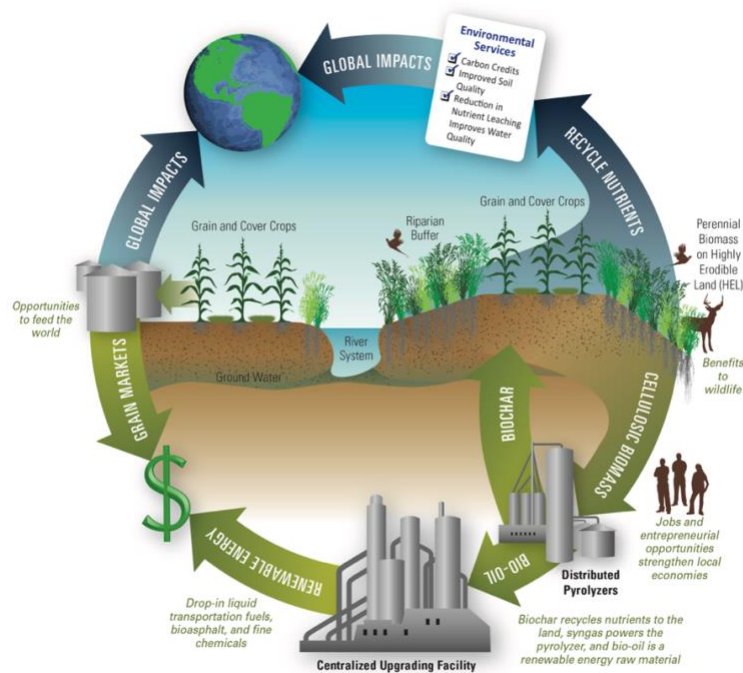 Environmental
Services
Carbon Credits
Improved Soil
Quality
Reduction in
Nutrient Leaching
Improves Water
Quality
GLOBAL IMPACTS
RECYCLE NUTRIENTS
GLOBAL IMPACTS
Grain and Cover Crops
Riparian
Buffer
Grain and Cover Crops
Perennial
Biomass
on Highly
Erodible
Land (HEL)
Opportunities
to feed the
world
River
System
Ground Water
Benefits
to
wildlife
GRAIN MARKETS
BIOCHAR
CELLULOSIC BIOMASS
$
Jobs and
entrepreneurial
opportunities
strengthen local
economies
RENEWABLE ENERGY
BIO-OIL
Distributed
Pyrolyzers
Drop-in liquid
transportation fuels,
bioasphalt, and fine
chemicals
Biochar recycles nutrients to the
land, syngas powers the
pyrolyzer, and bio-oil is a
renewable energy raw material
Centralized Upgrading Facility